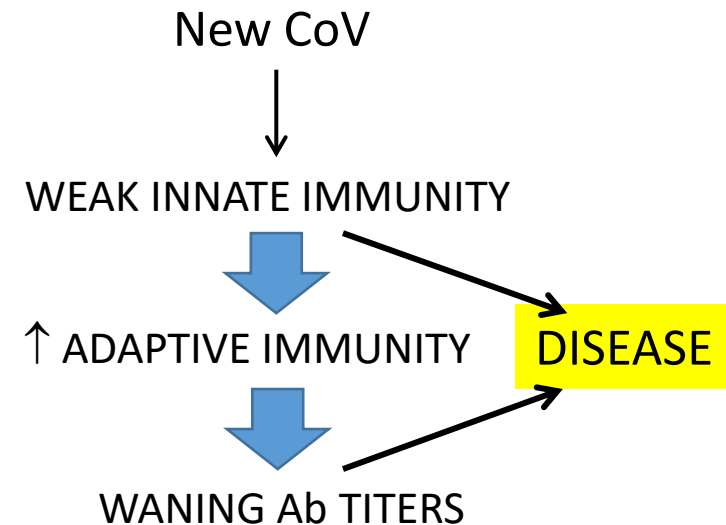 New CoV
WEAK INNATE IMMUNITY
↑ ADAPTIVE IMMUNITY
DISEASE
WANING Ab TITERS